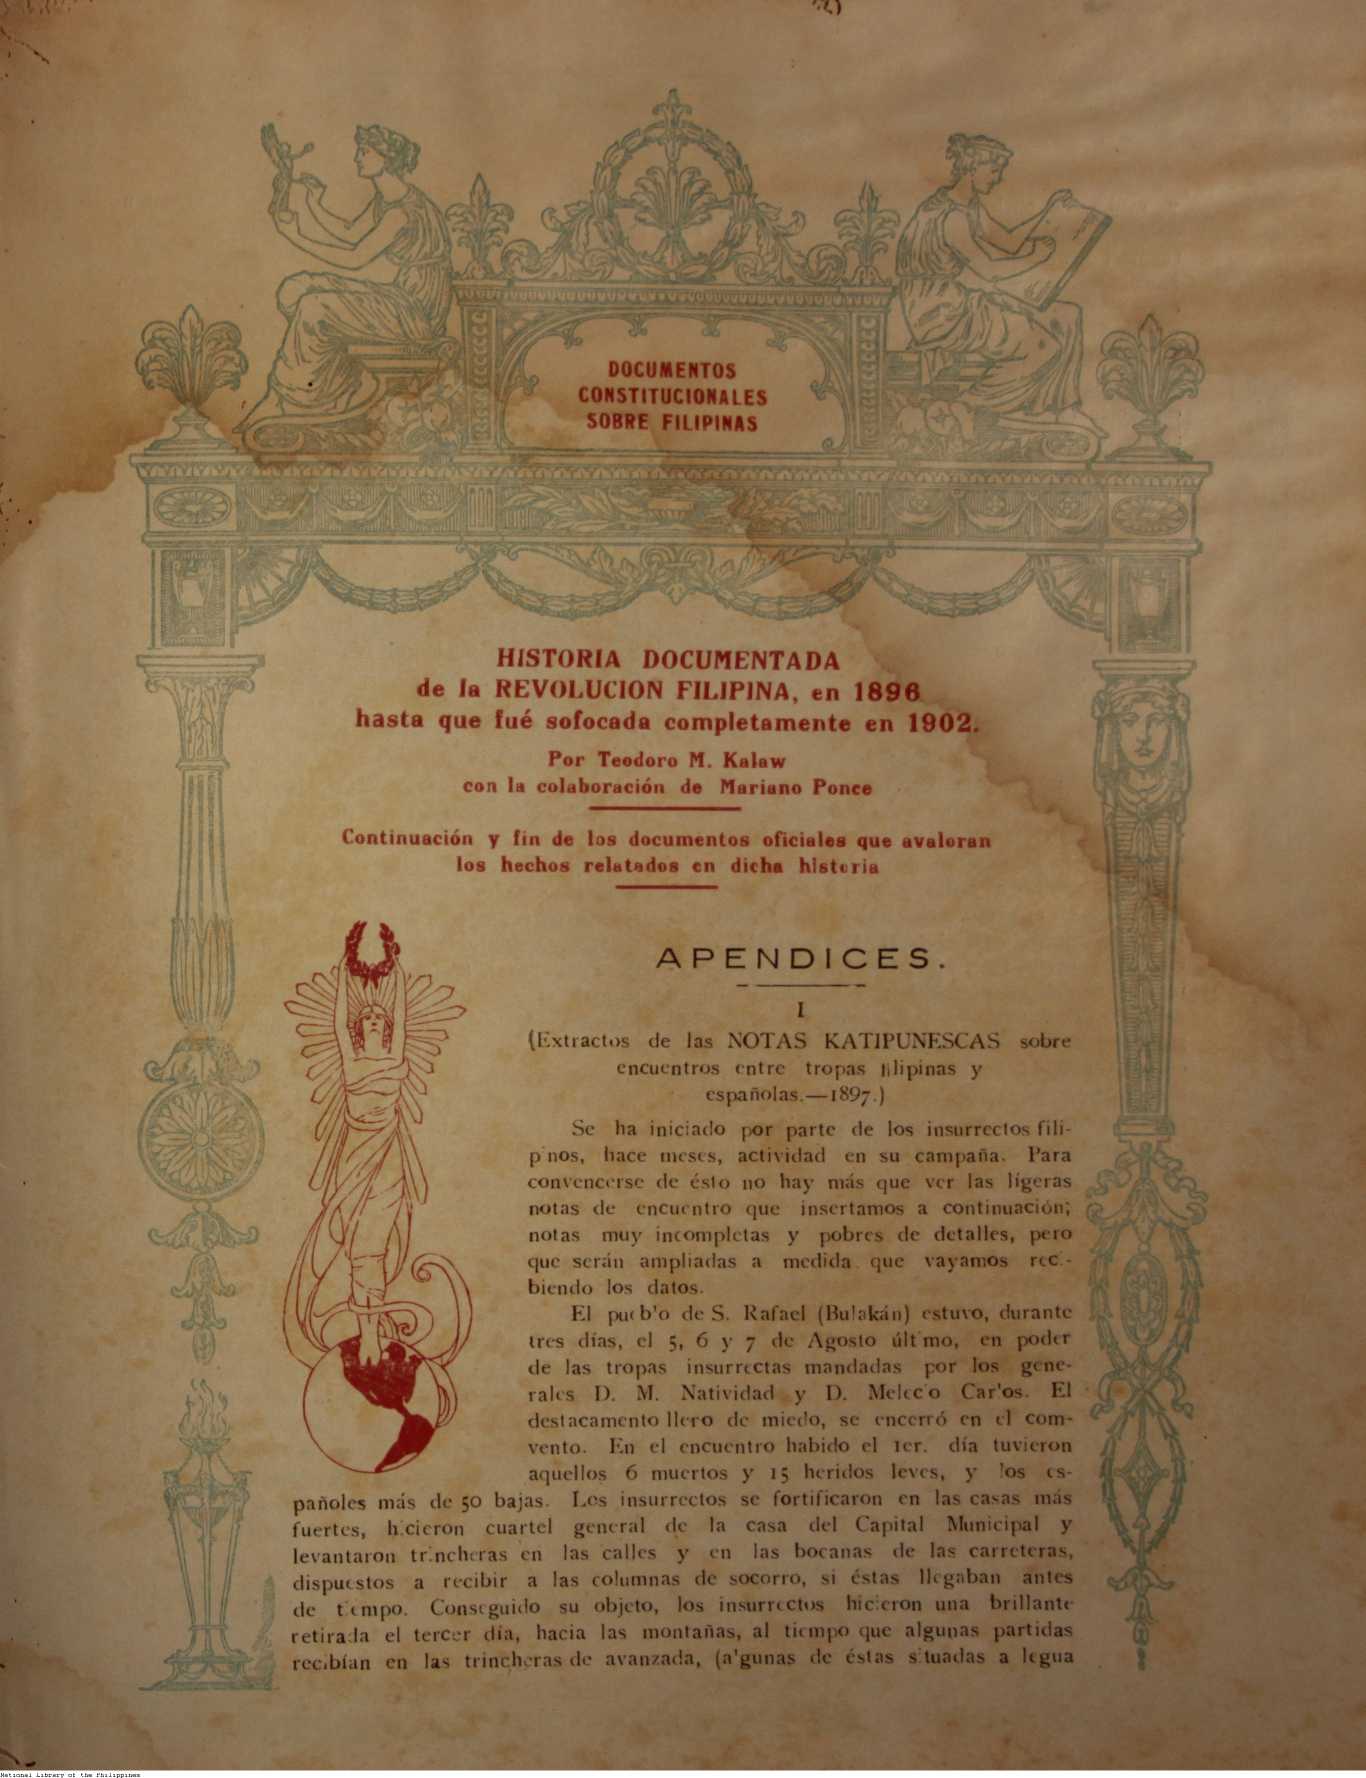 DOCUMENTOS
CONSTITUCIONALES
SOBRE FILIPINAS
HISTORIA DOCUMENTADA
de la REVOLUCION FILIPINA, en 1896
hasta que fué sofocada completamente en 1902.
Por Teodoro M. Kalaw
con la colaboración de Mariano Ponce
Continuación y fin de los documentos oficiales que avaloran
los hechos relatados en dicha historia
APENDICES.
I
(Extractos de las NOTAS KATIPUNESCAS sobre
encuentros entre tropas filipinas y
españolas.—1897.)
Se ha iniciado por parte de los insurrectos fili-
pinos, hace meses, actividad en su campaña. Para
convencerse de ésto no hay más que ver las lígeras
notas de encuentro que insertamos a continuación;
notas muy incompletas y pobres de detalles, pero
que serán ampliadas a medida que vayamos reci-
biendo los datos.
El pueblo de S. Rafael (Bulakán) estuvo, durante
tres días, el 5, 6 y 7 de Agosto último, en poder
de las tropas insurrectas mandadas por los gene-
rales D. M. Natividad y D. Melecio Carlos. El
destacamento llero de miedo, se encerró en el com-
vento. En el encuentro habido el 1er. día tuvieron
aquellos 6 muertos y 15 heridos leves, y los es-
pañoles más de 50 bajas. Los insurrectos se fortificaron en las casas más
fuertes, hicieron cuartel general de la casa del Capital Municipal y
levantaron trincheras en las calles y en las bocanas de las carreteras,
dispuestos a recibir a las columnas de socorro, si éstas llegaban antes
de tiempo. Conseguido su objeto, los insurrectos hicieron una brillante
retirada el tercer día, hacia las montañas, al tiempo que algunas partidas
recibían en las trincheras de avanzada, (algunas de éstas situadas a legua
National Library of the Philippines